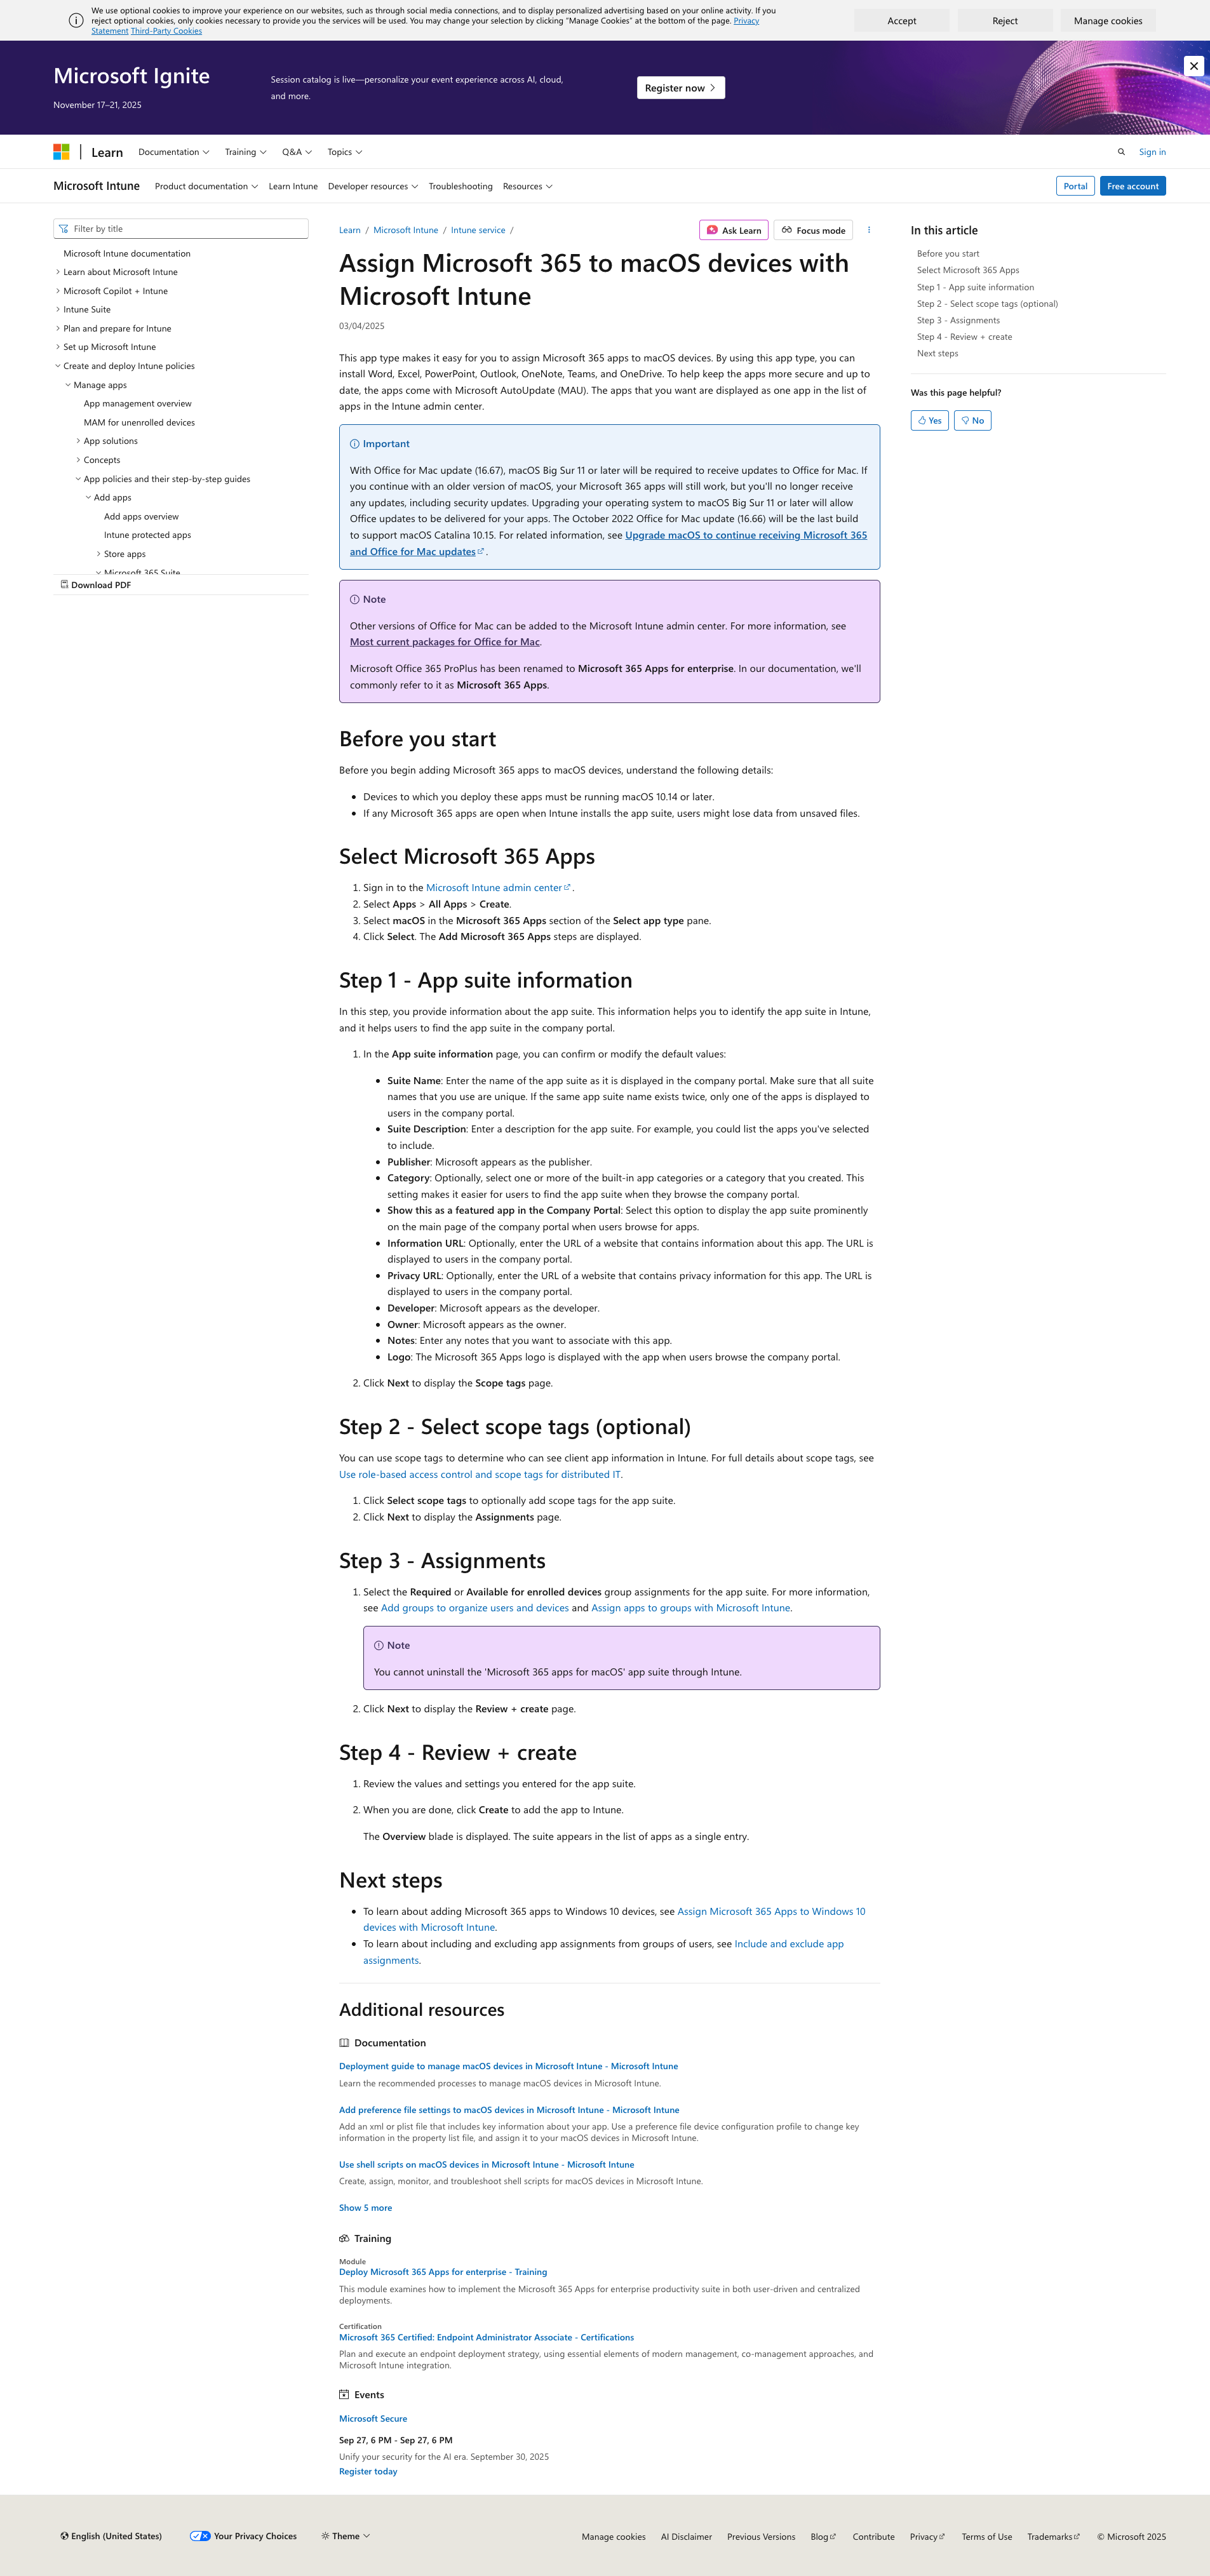 We use optional cookies to improve your experience on our websites, such as through social media connections, and to display personalized advertising based on your online activity. If you
reject optional cookies, only cookies necessary to provide you the services will be used. You may change your selection by clicking "Manage Cookies" at the bottom of the page. Privacy
Statement Third-Party Cookies
Accept
Reject
Manage cookies
Microsoft Ignite
November 17–21, 2025
Session catalog is live—personalize your event experience across AI, cloud,
and more.
Register now
Learn
Documentation
Training
Q&A
Topics
Sign in
Microsoft Intune
Product documentation
Learn Intune
Developer resources
Troubleshooting
Resources
Portal
Free account
Filter by title
Microsoft Intune documentation
Learn about Microsoft Intune
Microsoft Copilot + Intune
Intune Suite
Plan and prepare for Intune
Set up Microsoft Intune
Create and deploy Intune policies
Manage apps
App management overview
MAM for unenrolled devices
App solutions
Concepts
App policies and their step-by-step guides
Add apps
Add apps overview
Intune protected apps
Store apps
Microsoft 365 Suite
Download PDF
Learn / Microsoft Intune / Intune service /
Ask Learn
Focus mode
Assign Microsoft 365 to macOS devices with
Microsoft Intune
03/04/2025
This app type makes it easy for you to assign Microsoft 365 apps to macOS devices. By using this app type, you can
install Word, Excel, PowerPoint, Outlook, OneNote, Teams, and OneDrive. To help keep the apps more secure and up to
date, the apps come with Microsoft AutoUpdate (MAU). The apps that you want are displayed as one app in the list of
apps in the Intune admin center.
Important
With Office for Mac update (16.67), macOS Big Sur 11 or later will be required to receive updates to Office for Mac. If
you continue with an older version of macOS, your Microsoft 365 apps will still work, but you'll no longer receive
any updates, including security updates. Upgrading your operating system to macOS Big Sur 11 or later will allow
Office updates to be delivered for your apps. The October 2022 Office for Mac update (16.66) will be the last build
to support macOS Catalina 10.15. For related information, see Upgrade macOS to continue receiving Microsoft 365
and Office for Mac updates .
Note
Other versions of Office for Mac can be added to the Microsoft Intune admin center. For more information, see
Most current packages for Office for Mac.
Microsoft Office 365 ProPlus has been renamed to Microsoft 365 Apps for enterprise. In our documentation, we'll
commonly refer to it as Microsoft 365 Apps.
Before you start
Before you begin adding Microsoft 365 apps to macOS devices, understand the following details:
• Devices to which you deploy these apps must be running macOS 10.14 or later.
• If any Microsoft 365 apps are open when Intune installs the app suite, users might lose data from unsaved files.
Select Microsoft 365 Apps
1. Sign in to the Microsoft Intune admin center .
2. Select Apps > All Apps > Create.
3. Select macOS in the Microsoft 365 Apps section of the Select app type pane.
4. Click Select. The Add Microsoft 365 Apps steps are displayed.
Step 1 - App suite information
In this step, you provide information about the app suite. This information helps you to identify the app suite in Intune,
and it helps users to find the app suite in the company portal.
1. In the App suite information page, you can confirm or modify the default values:
• Suite Name: Enter the name of the app suite as it is displayed in the company portal. Make sure that all suite
names that you use are unique. If the same app suite name exists twice, only one of the apps is displayed to
users in the company portal.
• Suite Description: Enter a description for the app suite. For example, you could list the apps you've selected
to include.
• Publisher: Microsoft appears as the publisher.
• Category: Optionally, select one or more of the built-in app categories or a category that you created. This
setting makes it easier for users to find the app suite when they browse the company portal.
• Show this as a featured app in the Company Portal: Select this option to display the app suite prominently
on the main page of the company portal when users browse for apps.
• Information URL: Optionally, enter the URL of a website that contains information about this app. The URL is
displayed to users in the company portal.
• Privacy URL: Optionally, enter the URL of a website that contains privacy information for this app. The URL is
displayed to users in the company portal.
• Developer: Microsoft appears as the developer.
• Owner: Microsoft appears as the owner.
• Notes: Enter any notes that you want to associate with this app.
• Logo: The Microsoft 365 Apps logo is displayed with the app when users browse the company portal.
2. Click Next to display the Scope tags page.
Step 2 - Select scope tags (optional)
You can use scope tags to determine who can see client app information in Intune. For full details about scope tags, see
Use role-based access control and scope tags for distributed IT.
1. Click Select scope tags to optionally add scope tags for the app suite.
2. Click Next to display the Assignments page.
Step 3 - Assignments
1. Select the Required or Available for enrolled devices group assignments for the app suite. For more information,
see Add groups to organize users and devices and Assign apps to groups with Microsoft Intune.
Note
You cannot uninstall the 'Microsoft 365 apps for macOS' app suite through Intune.
2. Click Next to display the Review + create page.
Step 4 - Review + create
1. Review the values and settings you entered for the app suite.
2. When you are done, click Create to add the app to Intune.
The Overview blade is displayed. The suite appears in the list of apps as a single entry.
Next steps
• To learn about adding Microsoft 365 apps to Windows 10 devices, see Assign Microsoft 365 Apps to Windows 10
devices with Microsoft Intune.
• To learn about including and excluding app assignments from groups of users, see Include and exclude app
assignments.
Additional resources
Documentation
Deployment guide to manage macOS devices in Microsoft Intune - Microsoft Intune
Learn the recommended processes to manage macOS devices in Microsoft Intune.
Add preference file settings to macOS devices in Microsoft Intune - Microsoft Intune
Add an xml or plist file that includes key information about your app. Use a preference file device configuration profile to change key
information in the property list file, and assign it to your macOS devices in Microsoft Intune.
Use shell scripts on macOS devices in Microsoft Intune - Microsoft Intune
Create, assign, monitor, and troubleshoot shell scripts for macOS devices in Microsoft Intune.
Show 5 more
Training
Module
Deploy Microsoft 365 Apps for enterprise - Training
This module examines how to implement the Microsoft 365 Apps for enterprise productivity suite in both user-driven and centralized
deployments.
Certification
Microsoft 365 Certified: Endpoint Administrator Associate - Certifications
Plan and execute an endpoint deployment strategy, using essential elements of modern management, co-management approaches, and
Microsoft Intune integration.
Events
Microsoft Secure
Sep 27, 6 PM - Sep 27, 6 PM
Unify your security for the AI era. September 30, 2025
Register today
In this article
Before you start
Select Microsoft 365 Apps
Step 1 - App suite information
Step 2 - Select scope tags (optional)
Step 3 - Assignments
Step 4 - Review + create
Next steps
Was this page helpful?
Yes
No
English (United States)
Your Privacy Choices
Theme
Manage cookies
AI Disclaimer
Previous Versions
Blog
Contribute
Privacy
Terms of Use
Trademarks
© Microsoft 2025